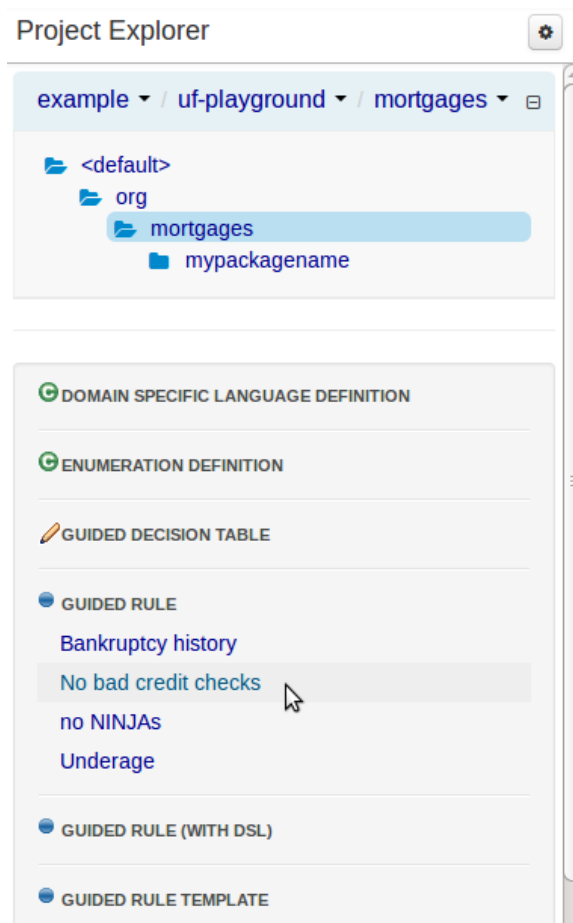 Project Explorer
example / uf-playground / mortgages
<default>
org
mortgages
mypackagename
DOMAIN SPECIFIC LANGUAGE DEFINITION
ENUMERATION DEFINITION
GUIDED DECISION TABLE
GUIDED RULE
Bankruptcy history
No bad credit checks
no NINJAs
Underage
GUIDED RULE (WITH DSL)
GUIDED RULE TEMPLATE